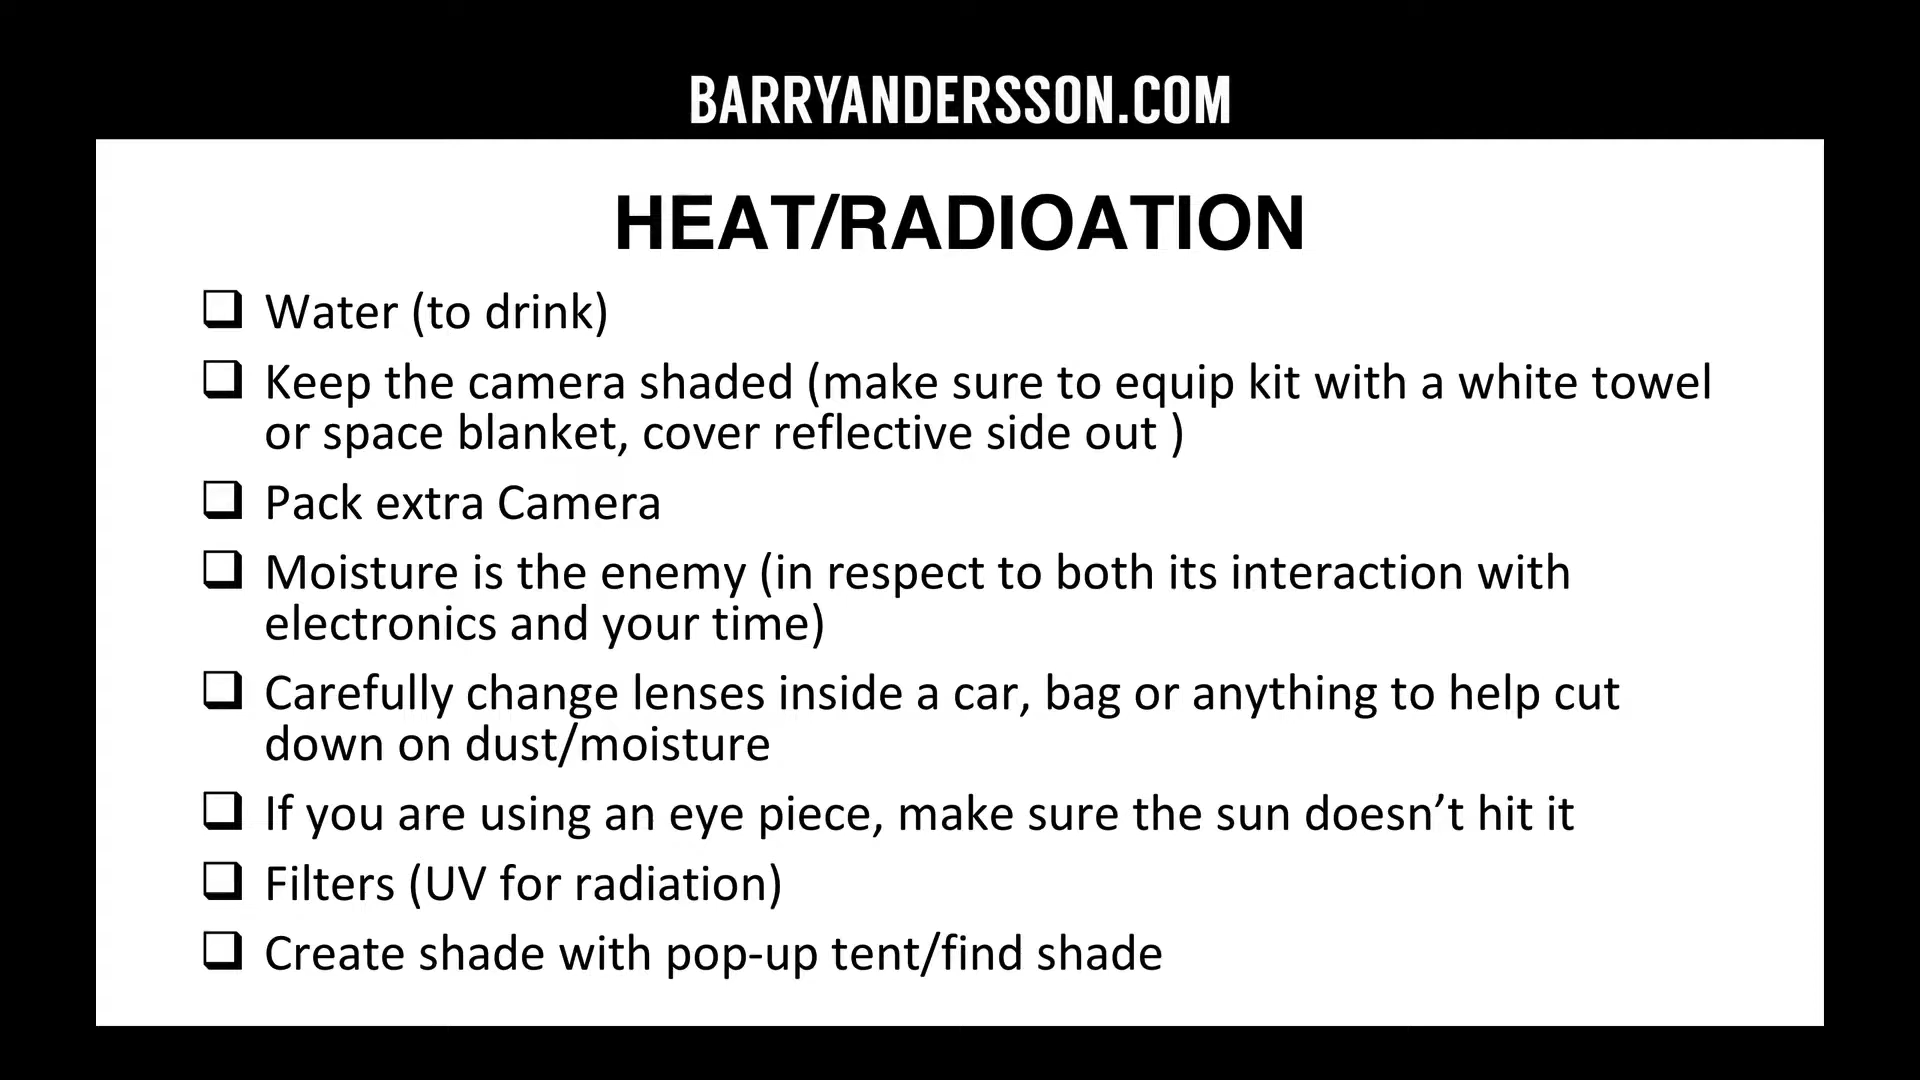 BARRYANDERSSON.COM
HEAT/RADIOATION
❑ Water (to drink)
❑ Keep the camera shaded (make sure to equip kit with a white towel
or space blanket, cover reflective side out )
❑ Pack extra Camera
❑ Moisture is the enemy (in respect to both its interaction with
electronics and your time)
❑ Carefully change lenses inside a car, bag or anything to help cut
down on dust/moisture
❑ If you are using an eye piece, make sure the sun doesn’t hit it
❑ Filters (UV for radiation)
❑ Create shade with pop-up tent/find shade